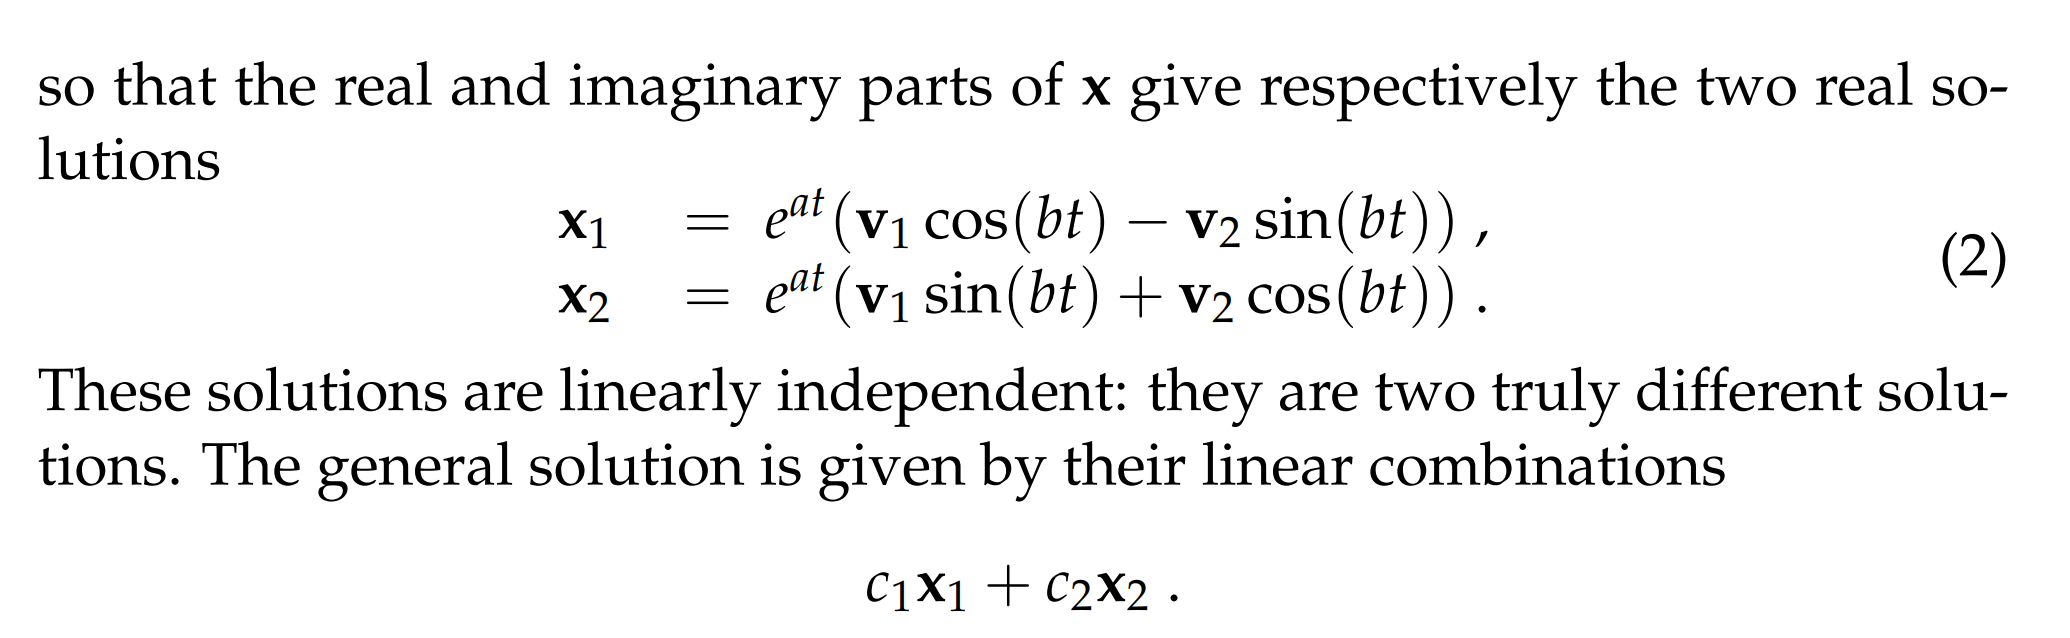 so that the real and imaginary parts of x give respectively the two real so-
lutions
x₁ = eᵃᵗ(v₁ cos(bt) − v₂ sin(bt)) ,
(2)
x₂ = eᵃᵗ(v₁ sin(bt) + v₂ cos(bt)) .
These solutions are linearly independent: they are two truly different solu-
tions. The general solution is given by their linear combinations
c₁x₁ + c₂x₂ .